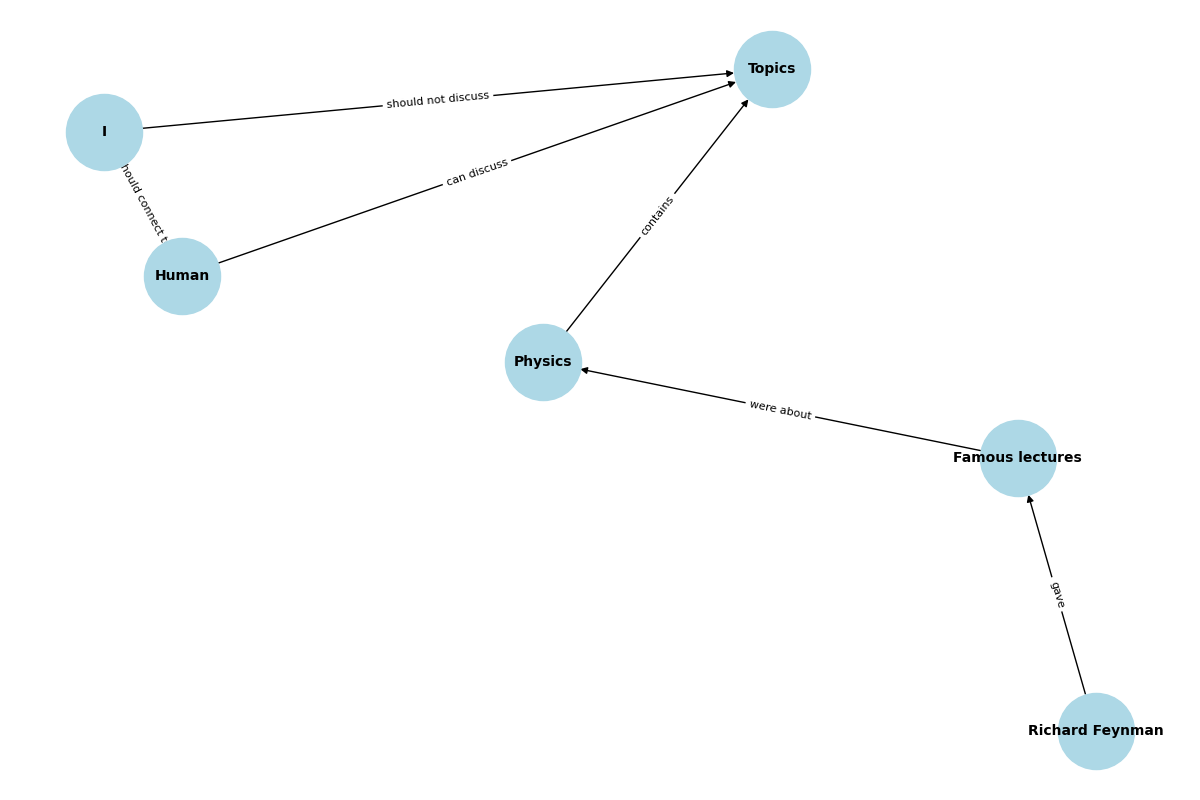 Topics
should not discuss
I
can discuss
hould connect t
contains
Human
Physics
were about
Famous lectures
gave
Richard Feynman